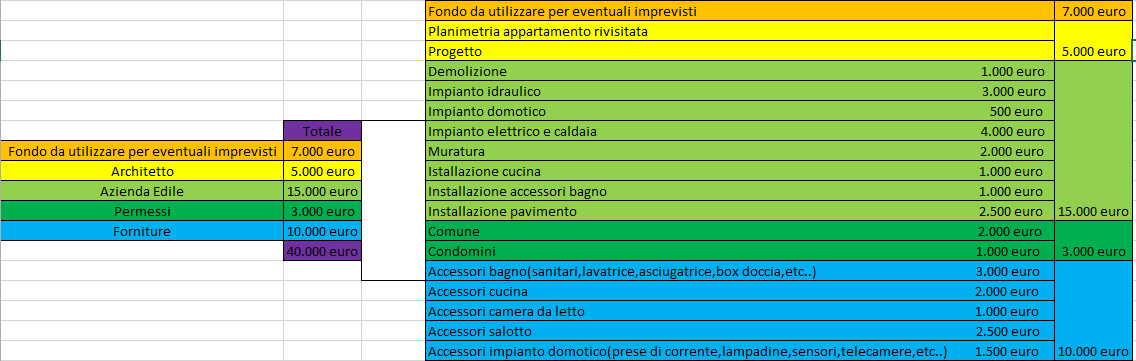 Fondo da utilizzare per eventuali imprevisti 7.000 euro
Planimetria appartamento rivisitata
Progetto 5.000 euro
Demolizione 1.000 euro
Impianto idraulico 3.000 euro
Impianto domotico 500 euro
Totale Impianto elettrico e caldaia 4.000 euro
Fondo da utilizzare per eventuali imprevisti 7.000 euro Muratura 2.000 euro
Architetto 5.000 euro Istallazione cucina 1.000 euro
Azienda Edile 15.000 euro Installazione accessori bagno 1.000 euro
Permessi 3.000 euro Installazione pavimento 2.500 euro 15.000 euro
Forniture 10.000 euro Comune 2.000 euro
40.000 euro Condomini 1.000 euro 3.000 euro
Accessori bagno(sanitari,lavatrice,asciugatrice,box doccia,etc..) 3.000 euro
Accessori cucina 2.000 euro
Accessori camera da letto 1.000 euro
Accessori salotto 2.500 euro
Accessori impianto domotico(prese di corrente,lampadine,sensori,telecamere,etc..) 1.500 euro 10.000 euro